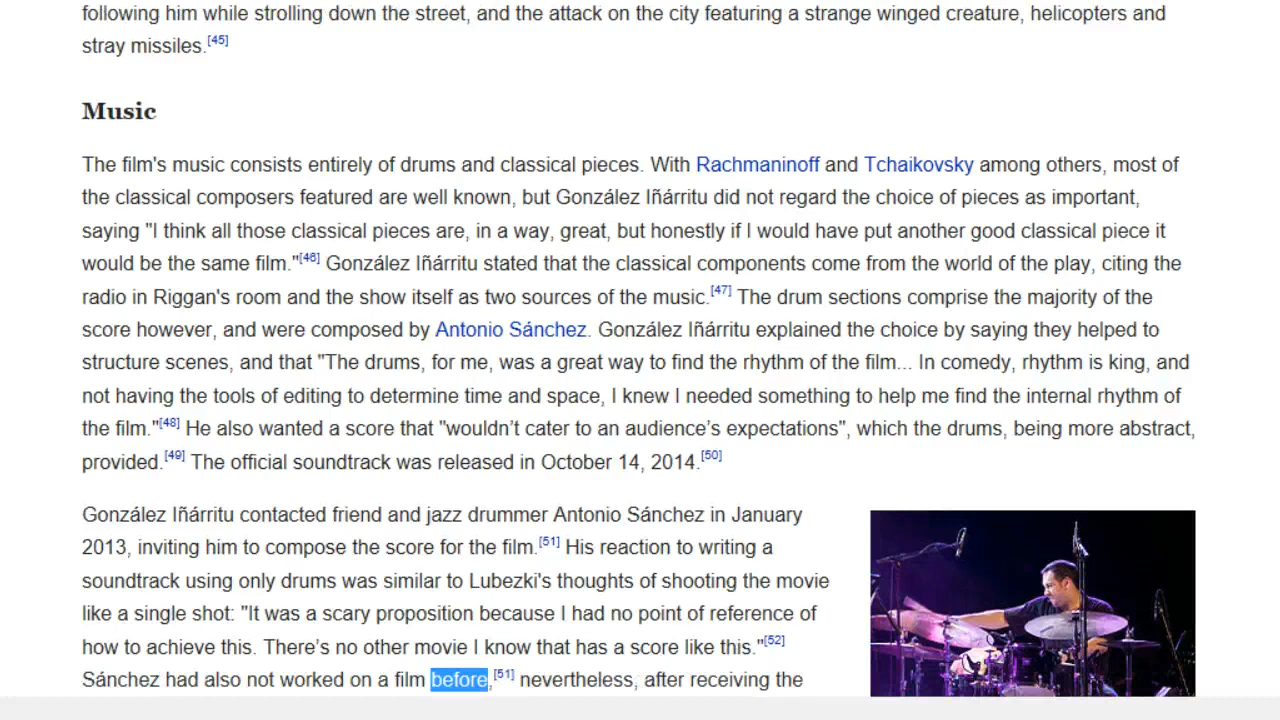 following him while strolling down the street, and the attack on the city featuring a strange winged creature, helicopters and
stray missiles.[45]
Music
The film's music consists entirely of drums and classical pieces. With Rachmaninoff and Tchaikovsky among others, most of
the classical composers featured are well known, but González Iñárritu did not regard the choice of pieces as important,
saying "I think all those classical pieces are, in a way, great, but honestly if I would have put another good classical piece it
would be the same film."[46] González Iñárritu stated that the classical components come from the world of the play, citing the
radio in Riggan's room and the show itself as two sources of the music.[47] The drum sections comprise the majority of the
score however, and were composed by Antonio Sánchez. González Iñárritu explained the choice by saying they helped to
structure scenes, and that "The drums, for me, was a great way to find the rhythm of the film... In comedy, rhythm is king, and
not having the tools of editing to determine time and space, I knew I needed something to help me find the internal rhythm of
the film."[48] He also wanted a score that "wouldn’t cater to an audience’s expectations", which the drums, being more abstract,
provided.[49] The official soundtrack was released in October 14, 2014.[50]
González Iñárritu contacted friend and jazz drummer Antonio Sánchez in January
2013, inviting him to compose the score for the film.[51] His reaction to writing a
soundtrack using only drums was similar to Lubezki's thoughts of shooting the movie
like a single shot: "It was a scary proposition because I had no point of reference of
how to achieve this. There’s no other movie I know that has a score like this."[52]
Sánchez had also not worked on a film before,[51] nevertheless, after receiving the